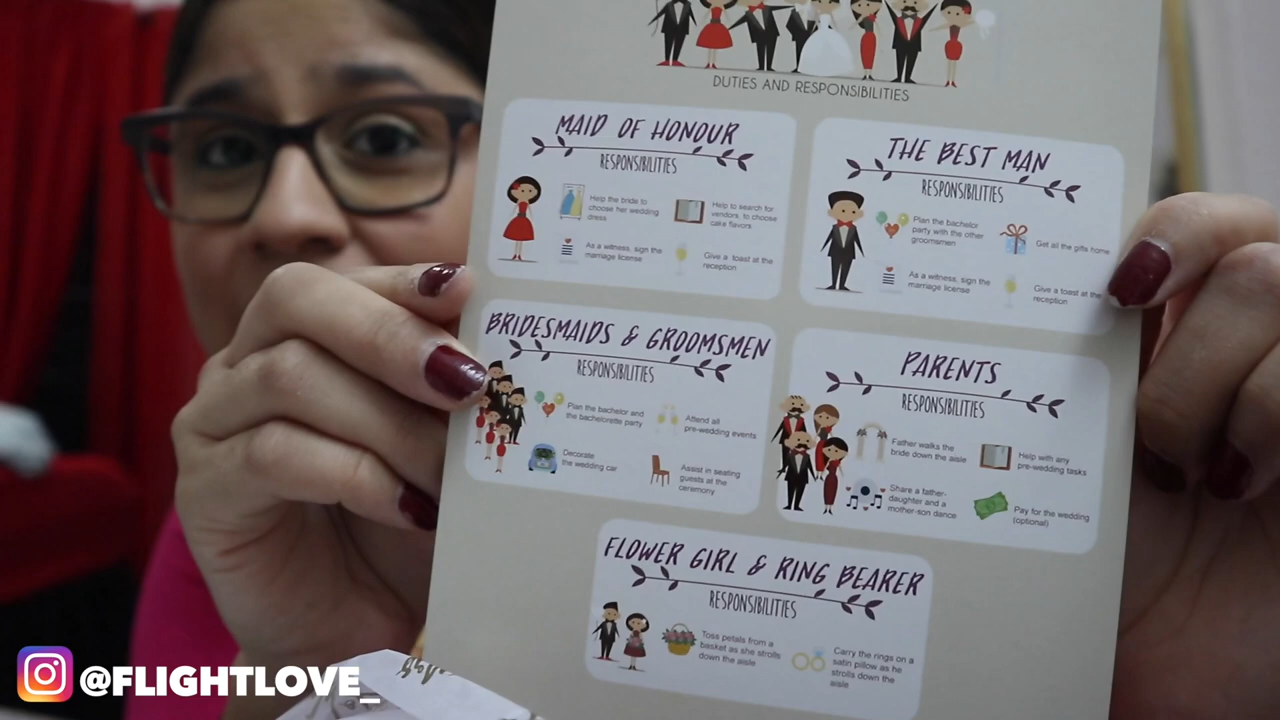 DUTIES AND RESPONSIBILITIES
MAID OF HONOUR
RESPONSIBILITIES
Help the bride to
choose her wedding
dress
Help to search for
vendors, to choose
cake flavors
As a witness, sign the
marriage license
Give a toast at the
reception
THE BEST MAN
RESPONSIBILITIES
Plan the bachelor
party with the other
groomsmen
Get all the gifts home
As a witness, sign the
marriage license
Give a toast at the
reception
BRIDESMAIDS & GROOMSMEN
RESPONSIBILITIES
Plan the bachelor and
the bachelorette party
Attend all
pre-wedding events
Decorate
the wedding car
Assist in seating
guests at the
ceremony
PARENTS
RESPONSIBILITIES
Father walks the
bride down the aisle
Help with any
pre-wedding tasks
Share a father-
daughter and a
mother-son dance
Pay for the wedding
(optional)
FLOWER GIRL & RING BEARER
RESPONSIBILITIES
Toss petals from a
basket as she strolls
down the aisle
Carry the rings on a
satin pillow as he
strolls down the
aisle
@FLIGHTLOVE_